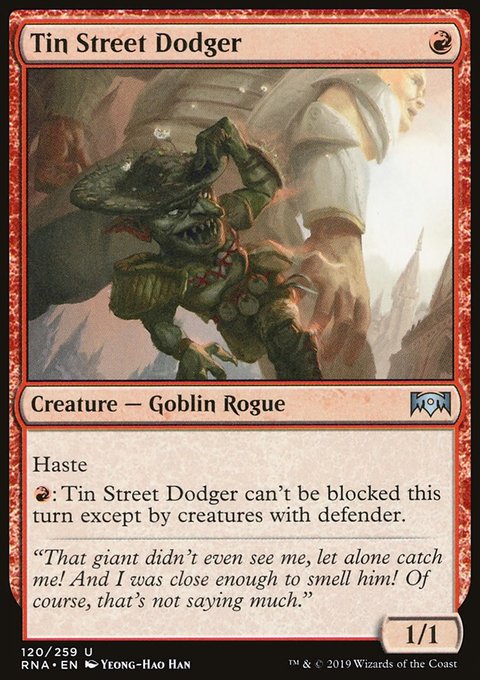 Tin Street Dodger
Creature — Goblin Rogue
Haste
: Tin Street Dodger can't be blocked this
turn except by creatures with defender.
"That giant didn't even see me, let alone catch
me! And I was close enough to smell him! Of
course, that's not saying much."
1/1
120/259 U
RNA • EN Yeong-Hao Han
™ & © 2019 Wizards of the Coast